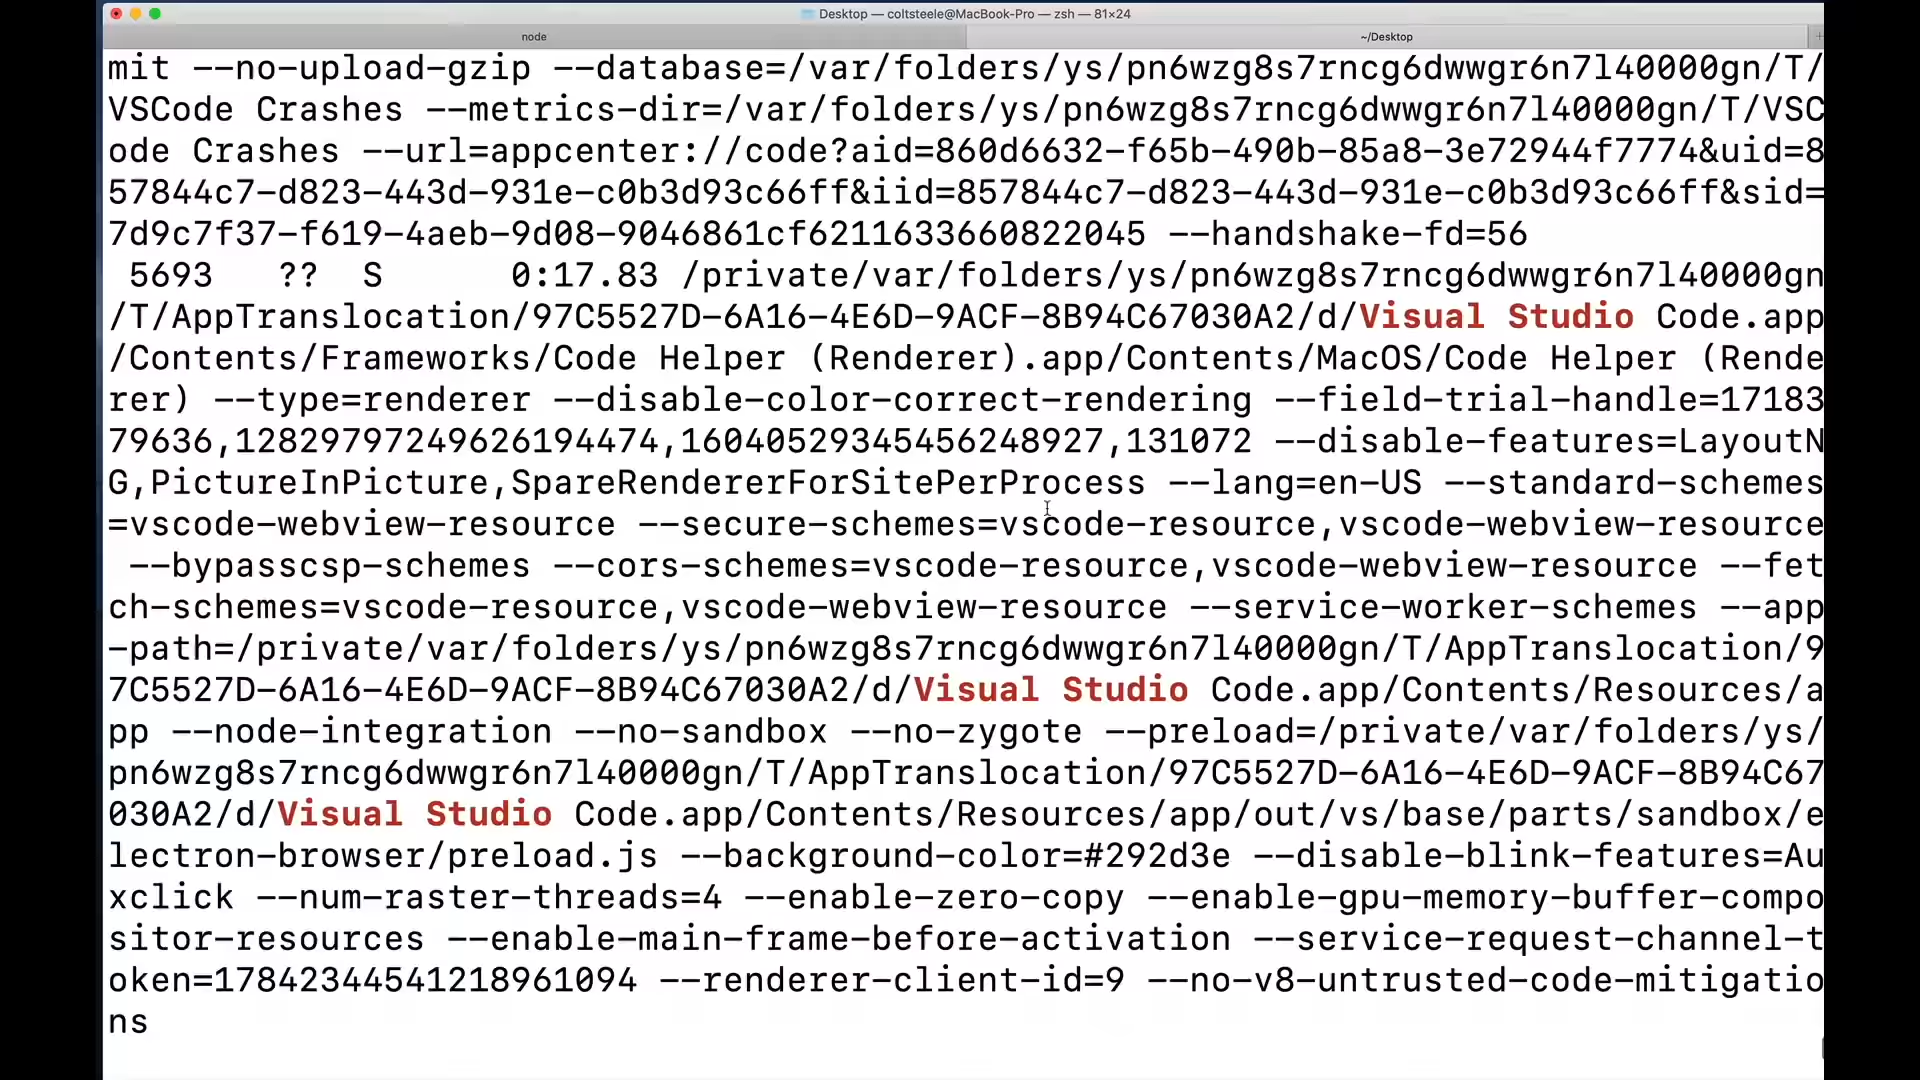 Desktop — coltsteele@MacBook-Pro — zsh — 81×24
node
~/Desktop
mit --no-upload-gzip --database=/var/folders/ys/pn6wzg8s7rncg6dwwgr6n7l40000gn/T/
VSCode Crashes --metrics-dir=/var/folders/ys/pn6wzg8s7rncg6dwwgr6n7l40000gn/T/VSC
ode Crashes --url=appcenter://code?aid=860d6632-f65b-490b-85a8-3e72944f7774&uid=8
57844c7-d823-443d-931e-c0b3d93c66ff&iid=857844c7-d823-443d-931e-c0b3d93c66ff&sid=
7d9c7f37-f619-4aeb-9d08-9046861cf6211633660822045 --handshake-fd=56
 5693   ??  S      0:17.83 /private/var/folders/ys/pn6wzg8s7rncg6dwwgr6n7l40000gn
/T/AppTranslocation/97C5527D-6A16-4E6D-9ACF-8B94C67030A2/d/Visual Studio Code.app
/Contents/Frameworks/Code Helper (Renderer).app/Contents/MacOS/Code Helper (Rende
rer) --type=renderer --disable-color-correct-rendering --field-trial-handle=17183
79636,12829797249626194474,16040529345456248927,131072 --disable-features=LayoutN
G,PictureInPicture,SpareRendererForSitePerProcess --lang=en-US --standard-schemes
=vscode-webview-resource --secure-schemes=vscode-resource,vscode-webview-resource
 --bypasscsp-schemes --cors-schemes=vscode-resource,vscode-webview-resource --fet
ch-schemes=vscode-resource,vscode-webview-resource --service-worker-schemes --app
-path=/private/var/folders/ys/pn6wzg8s7rncg6dwwgr6n7l40000gn/T/AppTranslocation/9
7C5527D-6A16-4E6D-9ACF-8B94C67030A2/d/Visual Studio Code.app/Contents/Resources/a
pp --node-integration --no-sandbox --no-zygote --preload=/private/var/folders/ys/
pn6wzg8s7rncg6dwwgr6n7l40000gn/T/AppTranslocation/97C5527D-6A16-4E6D-9ACF-8B94C67
030A2/d/Visual Studio Code.app/Contents/Resources/app/out/vs/base/parts/sandbox/e
lectron-browser/preload.js --background-color=#292d3e --disable-blink-features=Au
xclick --num-raster-threads=4 --enable-zero-copy --enable-gpu-memory-buffer-compo
sitor-resources --enable-main-frame-before-activation --service-request-channel-t
oken=17842344541218961094 --renderer-client-id=9 --no-v8-untrusted-code-mitigatio
ns